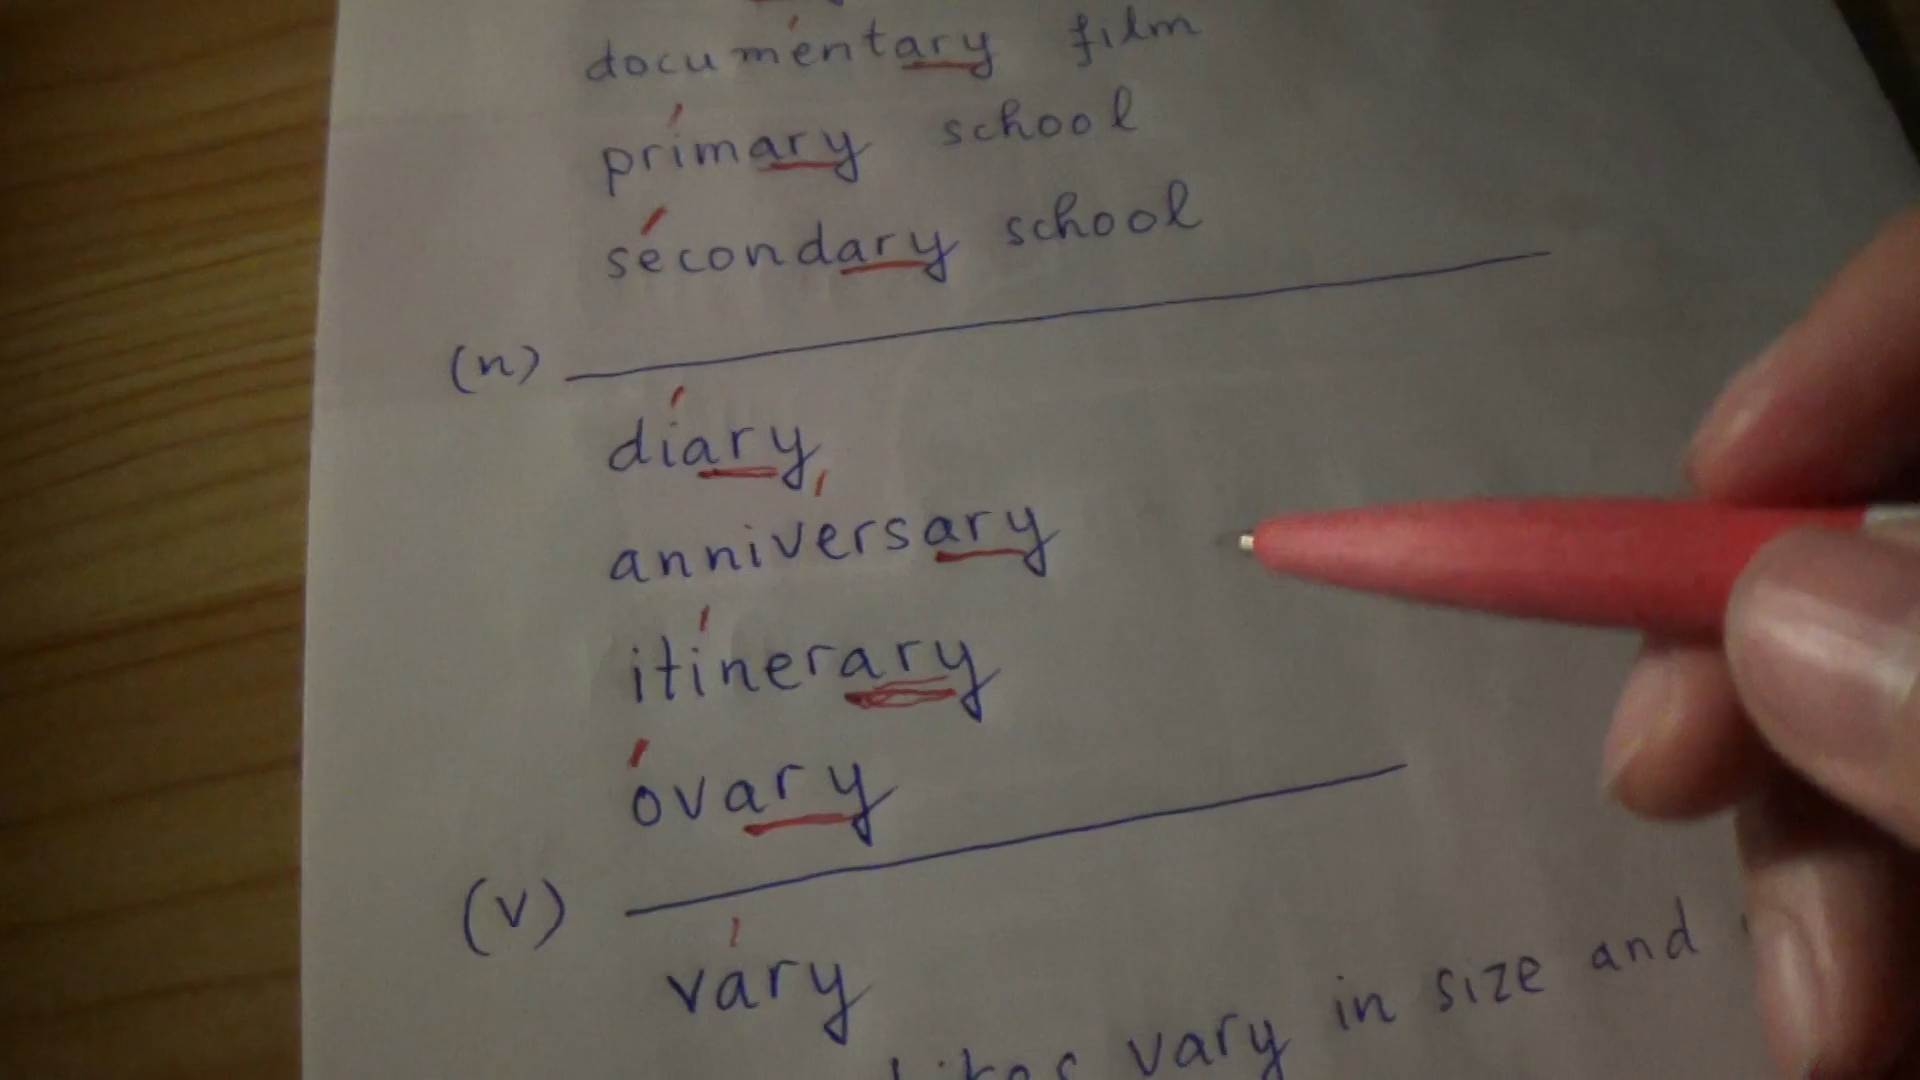 documentary film
primary school
secondary school
(n)
diary
anniversary
itinerary
ovary
(v)
vary
vary in size and